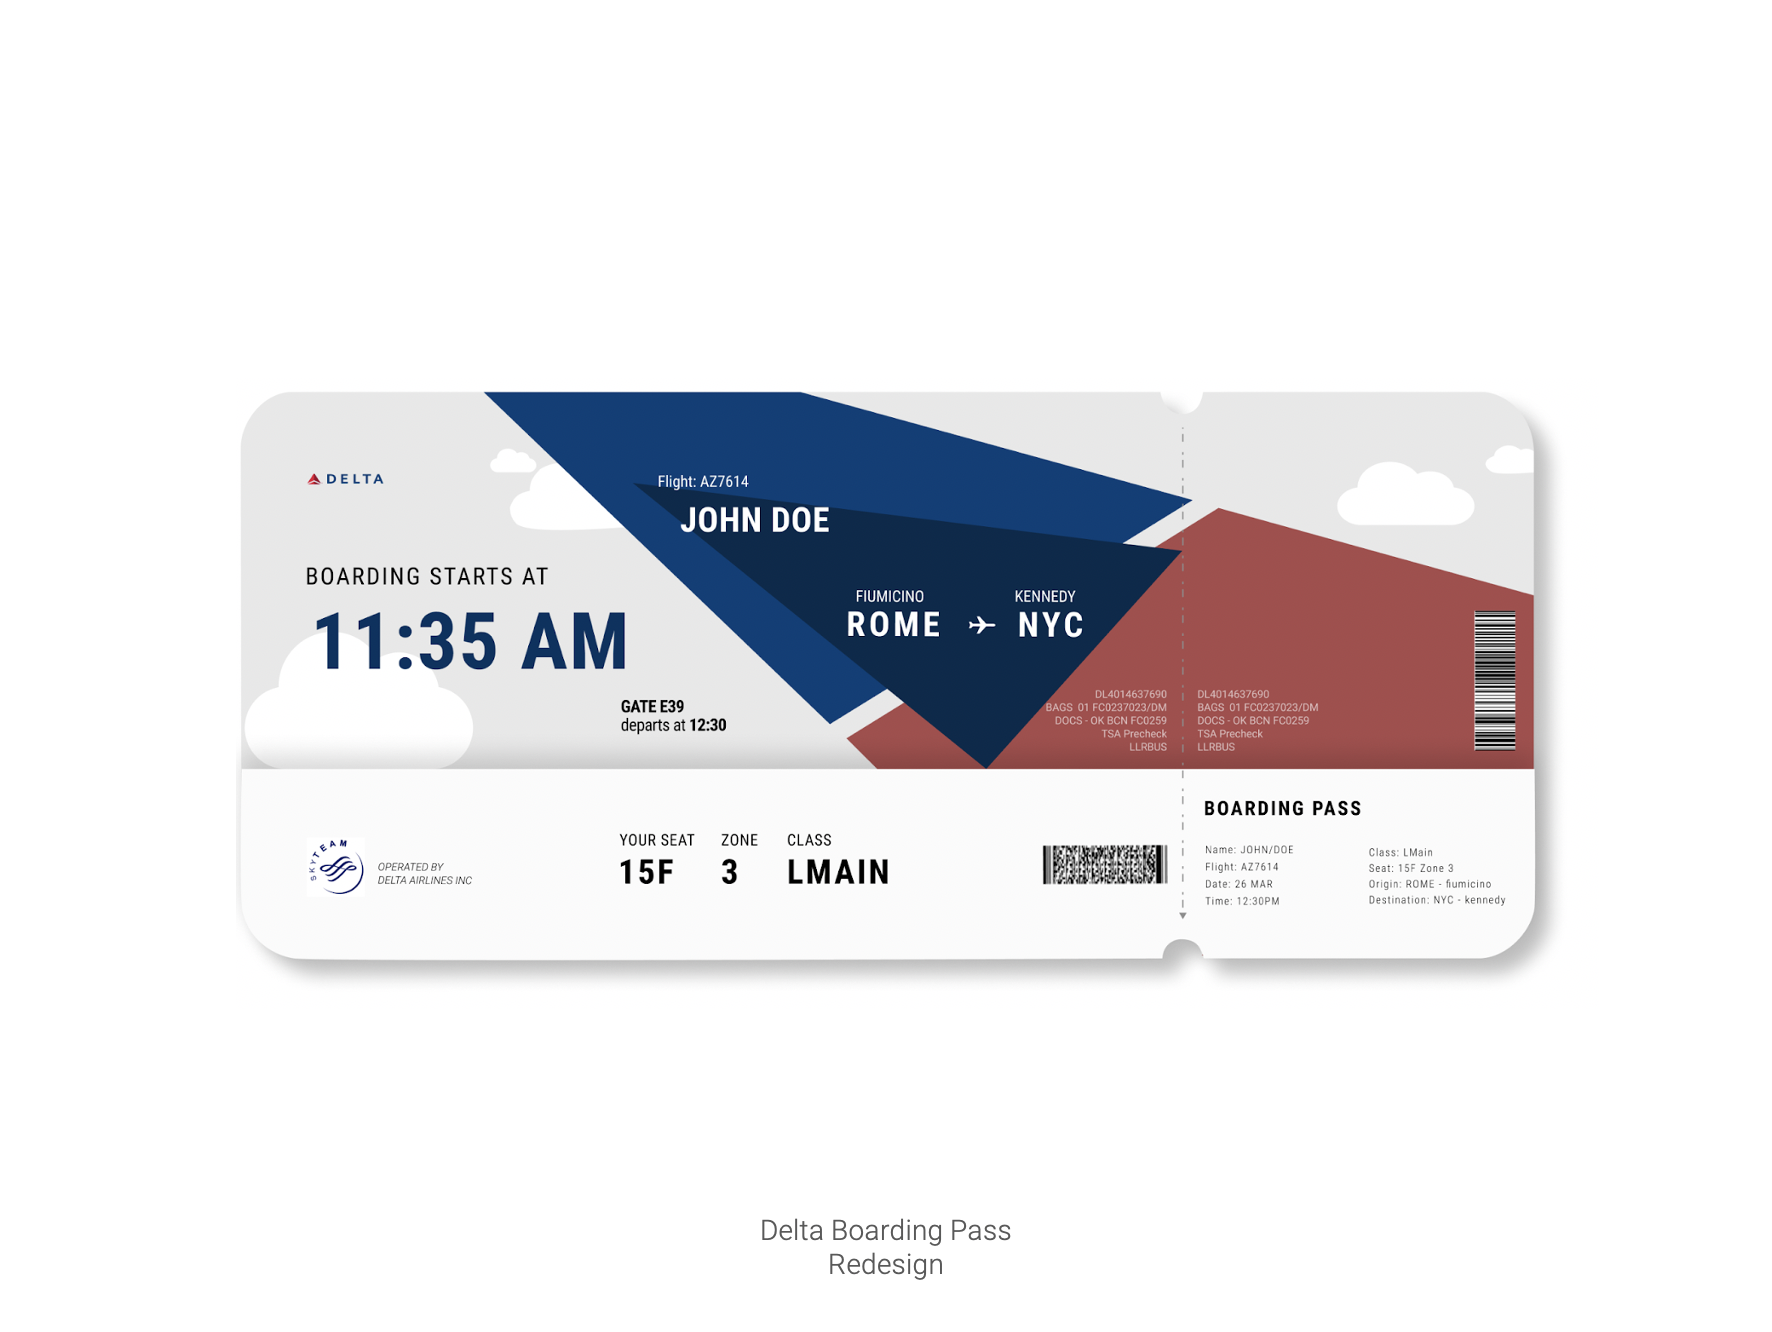 DELTA
BOARDING STARTS AT
11:35 AM
GATE E39
departs at 12:30
Flight: AZ7614
JOHN DOE
FIUMICINO KENNEDY
ROME NYC
DL4014637690
BAGS 01 FC0237023/DM
DOCS - OK BCN FC0259
TSA Precheck
LLRBUS
DL4014637690
BAGS 01 FC0237023/DM
DOCS - OK BCN FC0259
TSA Precheck
LLRBUS
SKYTEAM
OPERATED BY
DELTA AIRLINES INC
YOUR SEAT ZONE CLASS
15F 3 LMAIN
BOARDING PASS
Name: JOHN/DOE
Flight: AZ7614
Date: 26 MAR
Time: 12:30PM
Class: LMain
Seat: 15F Zone 3
Origin: ROME - fiumicino
Destination: NYC - kennedy
Delta Boarding Pass
Redesign